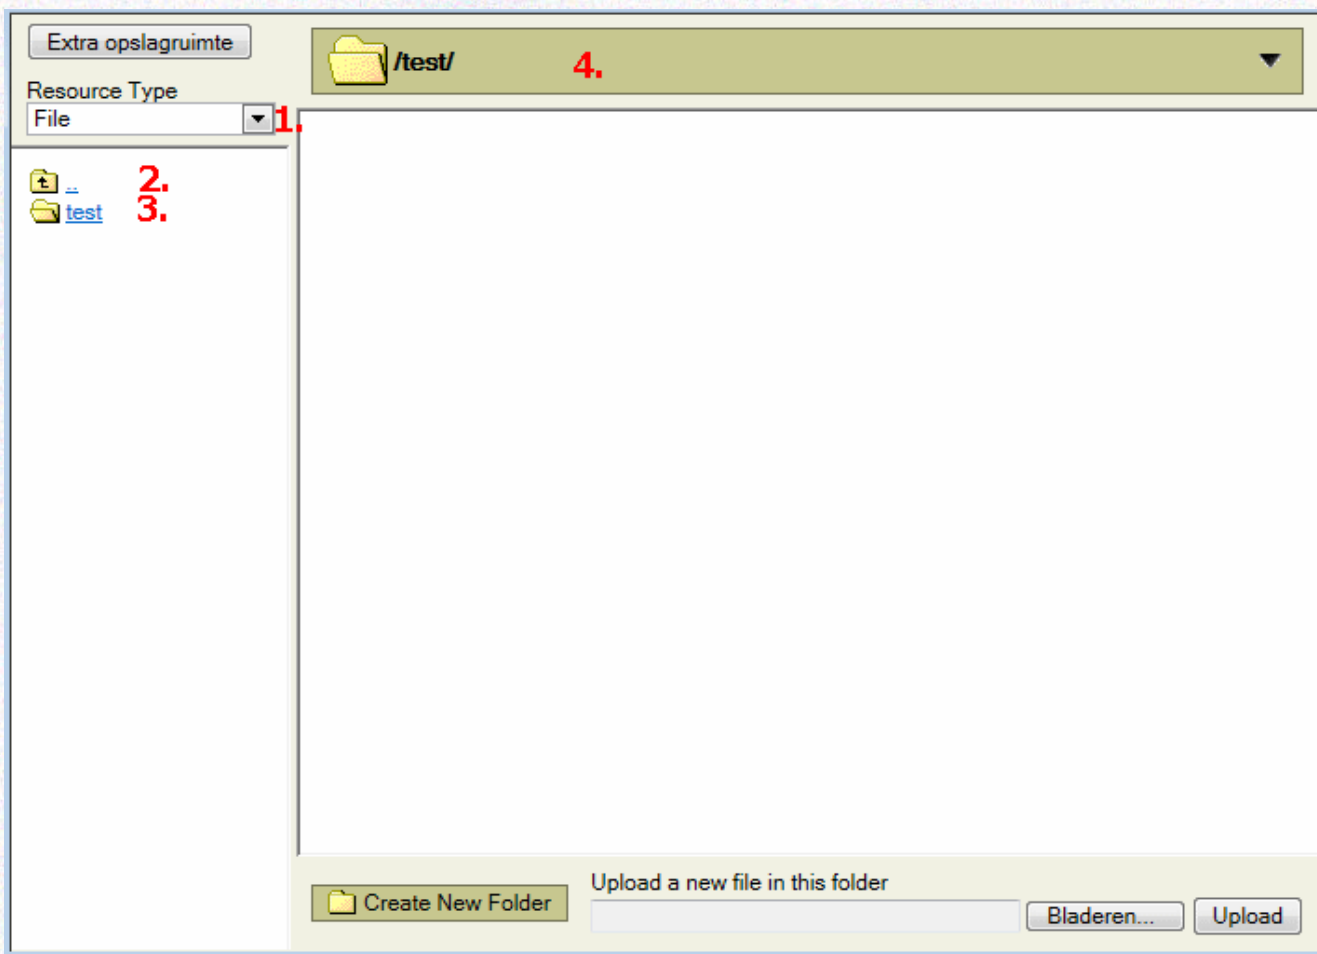 Extra opslagruimte
Resource Type
File
1.
..
2.
test
3.
/test/
4.
Create New Folder
Upload a new file in this folder
Bladeren...
Upload